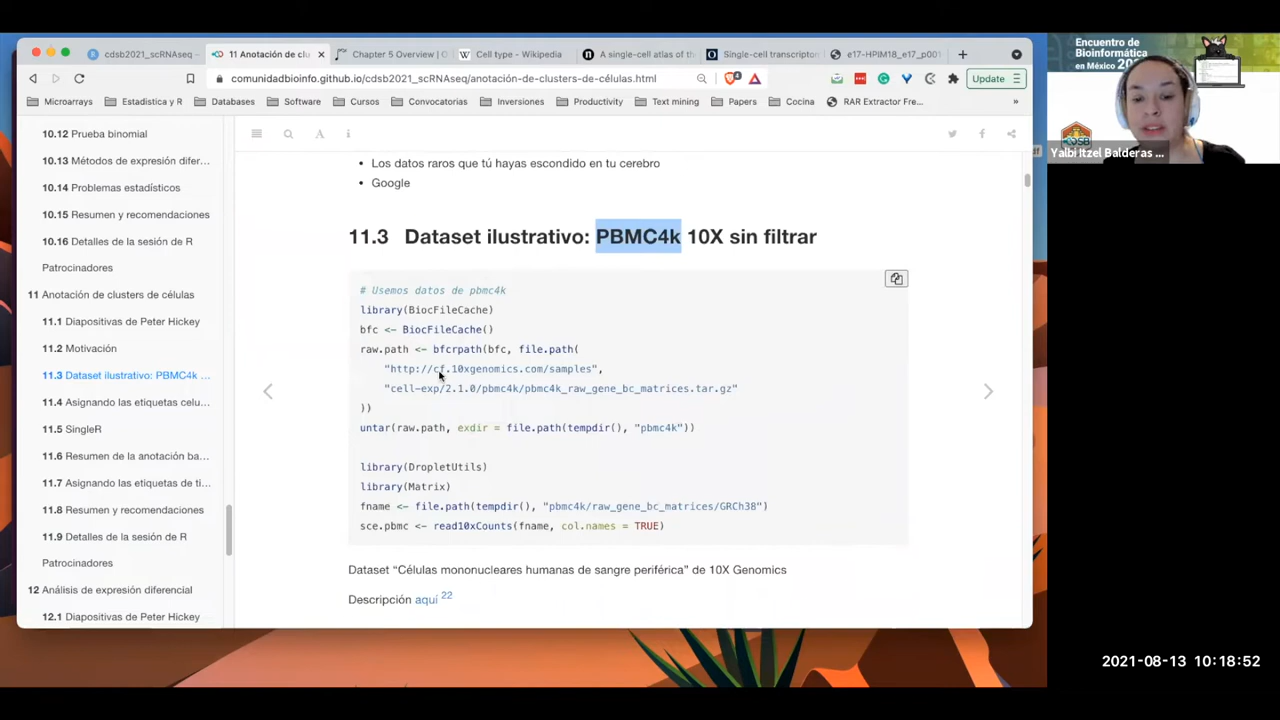 cdsb2021_scRNAseq -
11 Anotación de clu
Chapter 5 Overview | O
Cell type - Wikipedia
A single-cell atlas of th
Single-cell transcriptom
e17-HPIM18_e17_p001
comunidadbioinfo.github.io/cdsb2021_scRNAseq/anotación-de-clusters-de-células.html
4
Update
Microarrays
Estadística y R
Databases
Software
Cursos
Convocatorias
Inversiones
Productivity
Text mining
Papers
Cocina
RAR Extractor Fre...
»
10.12 Prueba binomial
10.13 Métodos de expresión difer...
10.14 Problemas estadísticos
10.15 Resumen y recomendaciones
10.16 Detalles de la sesión de R
Patrocinadores
11 Anotación de clusters de células
11.1 Diapositivas de Peter Hickey
11.2 Motivación
11.3 Dataset ilustrativo: PBMC4k ...
11.4 Asignando las etiquetas celu...
11.5 SingleR
11.6 Resumen de la anotación ba...
11.7 Asignando las etiquetas de ti...
11.8 Resumen y recomendaciones
11.9 Detalles de la sesión de R
Patrocinadores
12 Análisis de expresión diferencial
12.1 Diapositivas de Peter Hickey
• Los datos raros que tú hayas escondido en tu cerebro
• Google
11.3 Dataset ilustrativo: PBMC4k 10X sin filtrar
# Usemos datos de pbmc4k
library(BiocFileCache)
bfc <- BiocFileCache()
raw.path <- bfcrpath(bfc, file.path(
"http://cf.10xgenomics.com/samples",
"cell-exp/2.1.0/pbmc4k/pbmc4k_raw_gene_bc_matrices.tar.gz"
))
untar(raw.path, exdir = file.path(tempdir(), "pbmc4k"))
library(DropletUtils)
library(Matrix)
fname <- file.path(tempdir(), "pbmc4k/raw_gene_bc_matrices/GRCh38")
sce.pbmc <- read10xCounts(fname, col.names = TRUE)
Dataset “Células mononucleares humanas de sangre periférica” de 10X Genomics
Descripción aquí 22
Encuentro de
Bioinformática
en México
Yalbi Itzel Balderas ...
2021-08-13 10:18:52